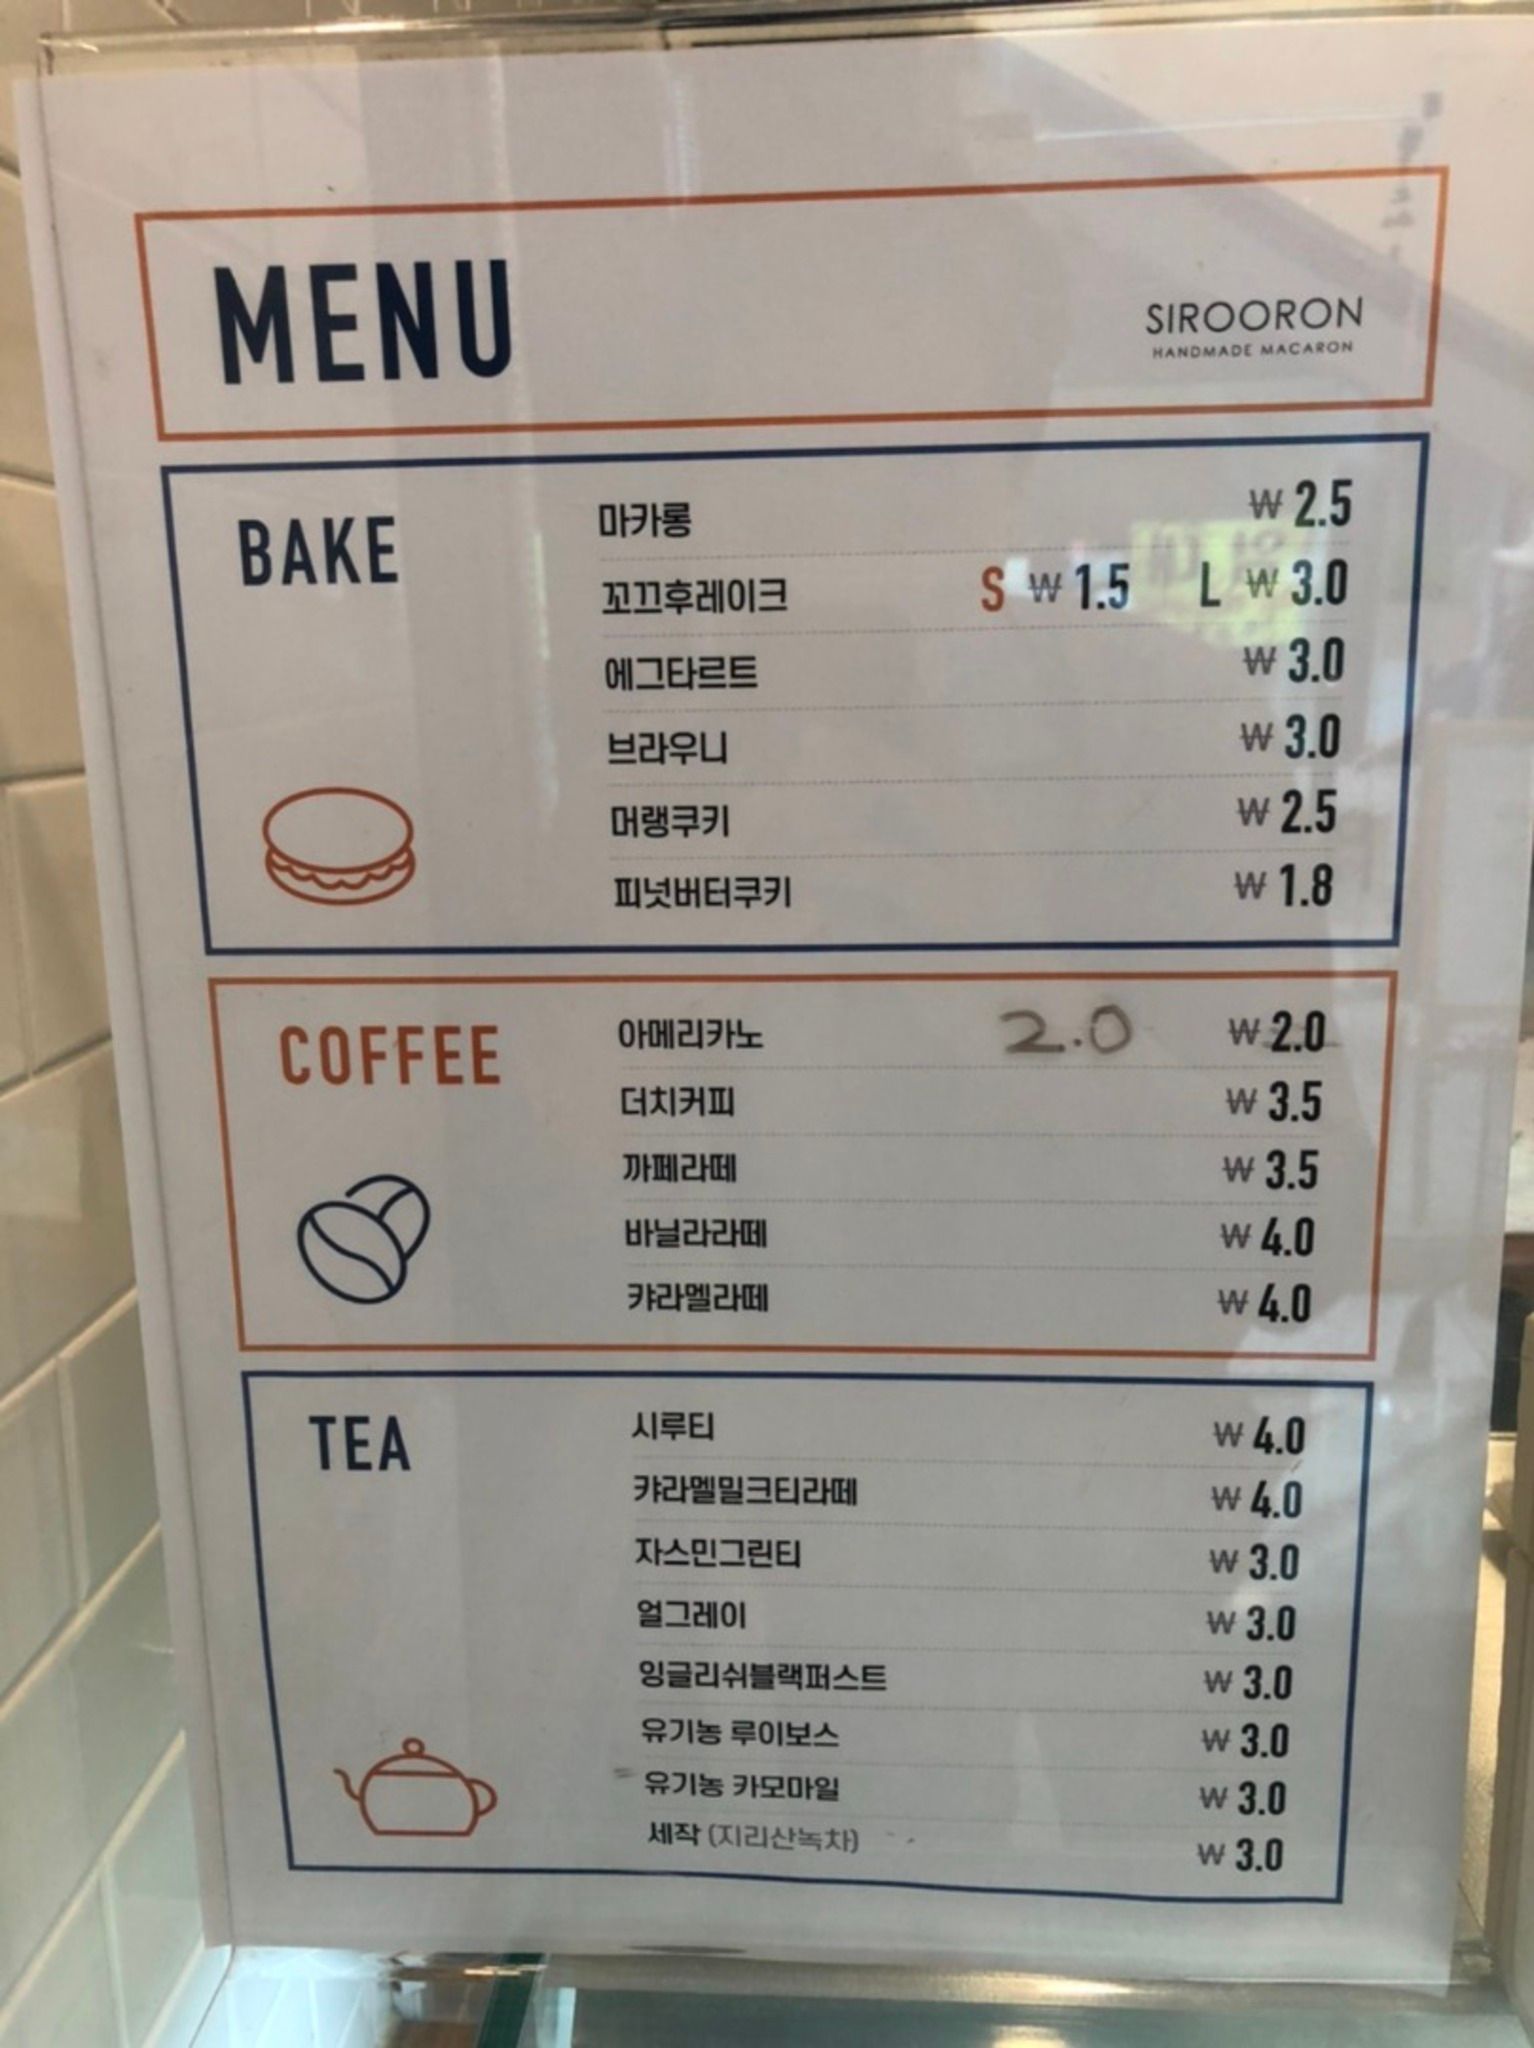 MENU
SIROORON
HANDMADE MACARON
BAKE
마카롱 ₩ 2.5
꼬끄후레이크 S ₩ 1.5 L ₩ 3.0
에그타르트 ₩ 3.0
브라우니 ₩ 3.0
머랭쿠키 ₩ 2.5
피넛버터쿠키 ₩ 1.8
COFFEE
아메리카노 2.0 ₩ 2.0
더치커피 ₩ 3.5
까페라떼 ₩ 3.5
바닐라라떼 ₩ 4.0
캬라멜라떼 ₩ 4.0
TEA
시루티 ₩ 4.0
캬라멜밀크티라떼 ₩ 4.0
자스민그린티 ₩ 3.0
얼그레이 ₩ 3.0
잉글리쉬블랙퍼스트 ₩ 3.0
유기농 루이보스 ₩ 3.0
유기농 카모마일 ₩ 3.0
세작 (지리산녹차) ₩ 3.0